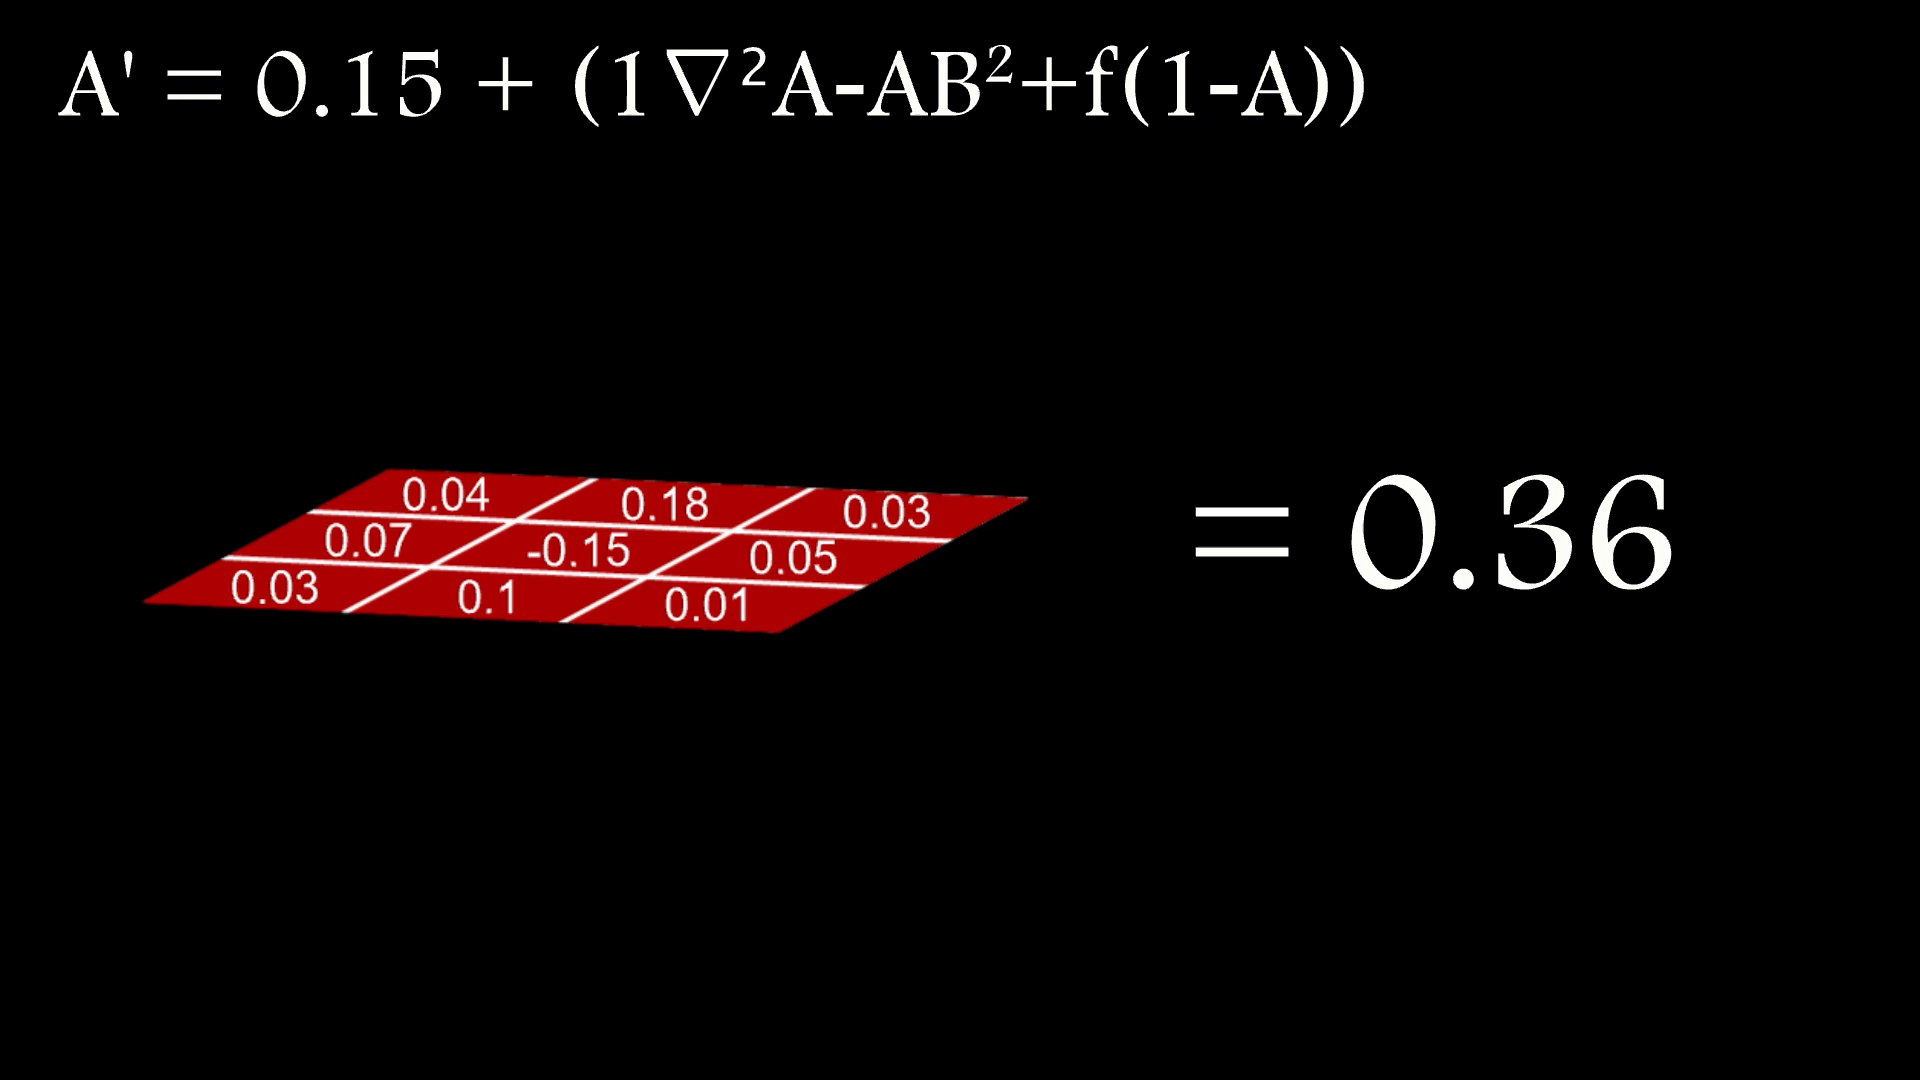 A' = 0.15 + (1∇²A-AB²+f(1-A))
0.04 0.18 0.03
0.07 -0.15 0.05
0.03 0.1 0.01
= 0.36